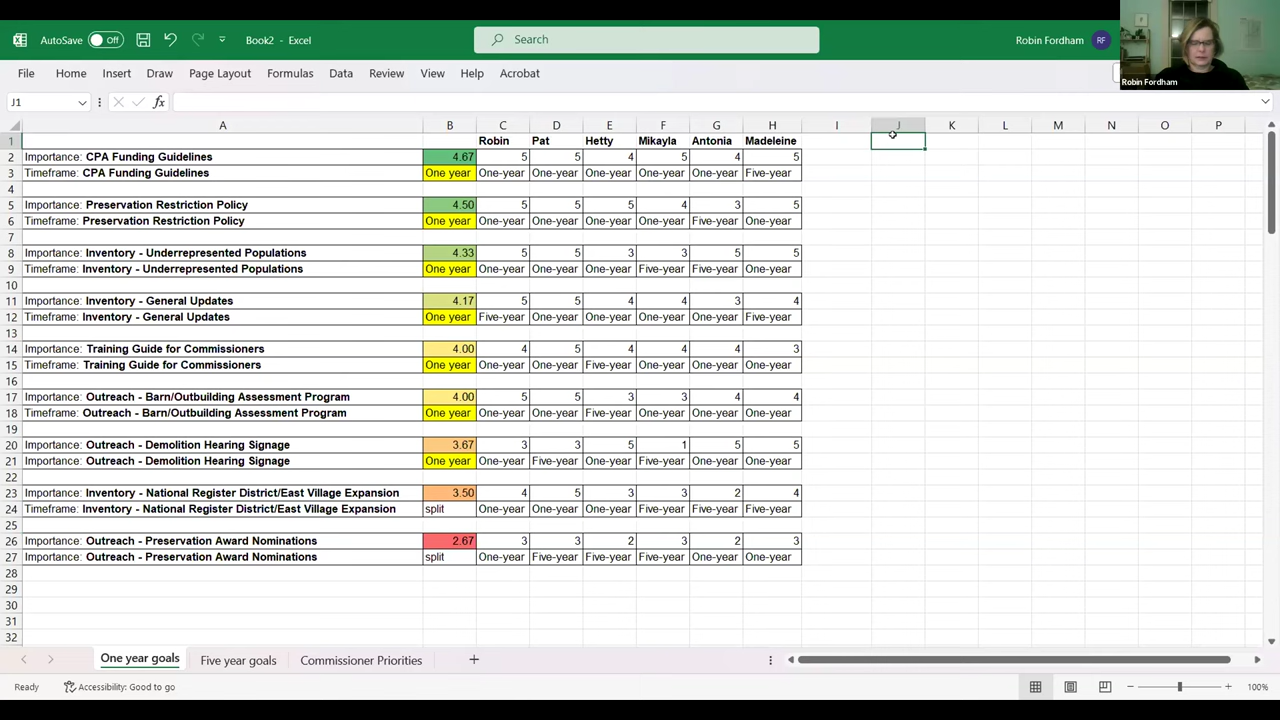 AutoSave Off Book2 - Excel Search Robin Fordham RF
File Home Insert Draw Page Layout Formulas Data Review View Help Acrobat
Robin Fordham
J1 fx
A B C D E F G H I J K L M N O P
1 Robin Pat Hetty Mikayla Antonia Madeleine
2 Importance: CPA Funding Guidelines 4.67 5 5 4 5 4 5
3 Timeframe: CPA Funding Guidelines One year One-year One-year One-year One-year One-year Five-year
4
5 Importance: Preservation Restriction Policy 4.50 5 5 5 4 3 5
6 Timeframe: Preservation Restriction Policy One year One-year One-year One-year One-year Five-year One-year
7
8 Importance: Inventory - Underrepresented Populations 4.33 5 5 3 3 5 5
9 Timeframe: Inventory - Underrepresented Populations One year One-year One-year One-year Five-year Five-year One-year
10
11 Importance: Inventory - General Updates 4.17 5 5 4 4 3 4
12 Timeframe: Inventory - General Updates One year Five-year One-year One-year One-year One-year Five-year
13
14 Importance: Training Guide for Commissioners 4.00 4 5 4 4 4 3
15 Timeframe: Training Guide for Commissioners One year One-year One-year Five-year One-year One-year One-year
16
17 Importance: Outreach - Barn/Outbuilding Assessment Program 4.00 5 5 3 3 4 4
18 Timeframe: Outreach - Barn/Outbuilding Assessment Program One year One-year One-year Five-year One-year One-year One-year
19
20 Importance: Outreach - Demolition Hearing Signage 3.67 3 3 5 1 5 5
21 Timeframe: Outreach - Demolition Hearing Signage One year One-year Five-year One-year Five-year One-year One-year
22
23 Importance: Inventory - National Register District/East Village Expansion 3.50 4 5 3 3 2 4
24 Timeframe: Inventory - National Register District/East Village Expansion split One-year One-year One-year Five-year Five-year Five-year
25
26 Importance: Outreach - Preservation Award Nominations 2.67 3 3 2 3 2 3
27 Timeframe: Outreach - Preservation Award Nominations split One-year Five-year Five-year One-year Five-year One-year
28
29
30
31
32
One year goals Five year goals Commissioner Priorities
Ready Accessibility: Good to go 100%